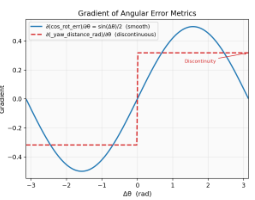 Gradient of Angular Error Metrics
∂(cos_rot_err)/∂θ = sin(Δθ)/2 (smooth)
∂(_yaw_distance_rad)/∂θ (discontinuous)
Discontinuity
Gradient
0.4
0.2
0.0
−0.2
−0.4
−3 −2 −1 0 1 2 3
Δθ (rad)